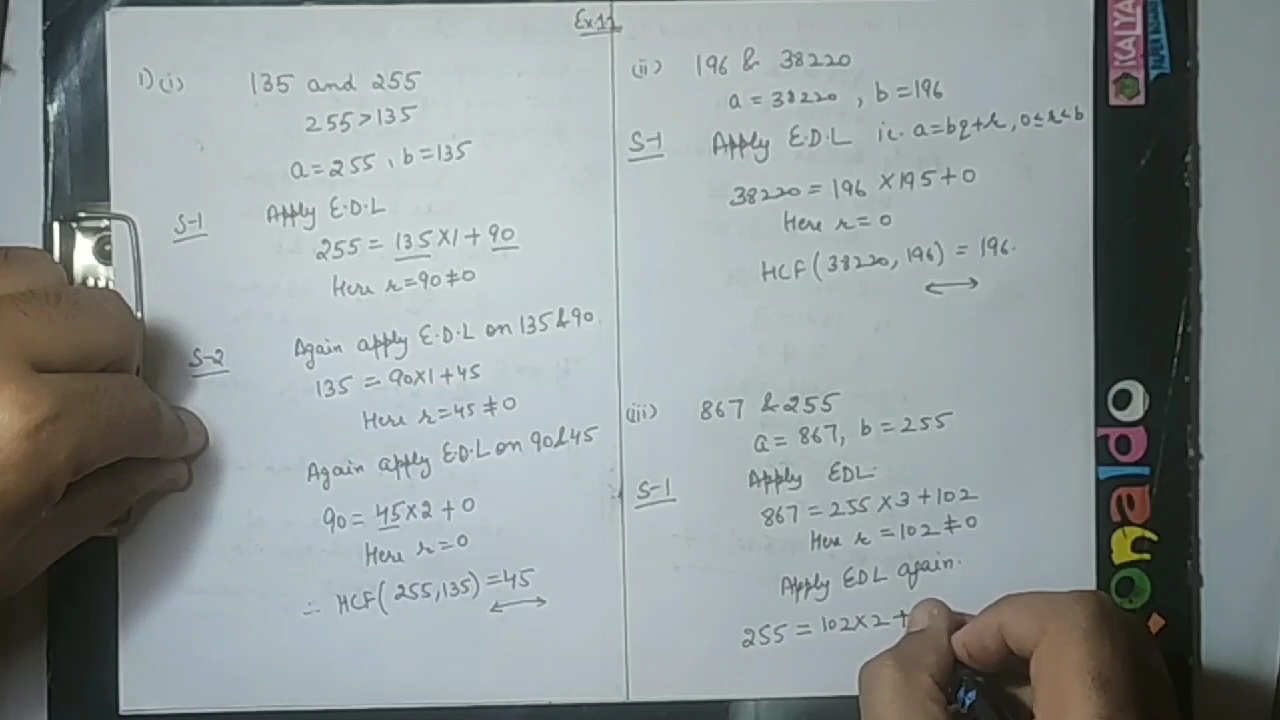 Ex 1.1
1) (i) 135 and 255
255 > 135
a = 255, b = 135
S-1 Apply E.D.L
255 = 135 × 1 + 90
Here r = 90 ≠ 0
S-2 Again apply E.D.L on 135 & 90
135 = 90 × 1 + 45
Here r = 45 ≠ 0
Again apply E.D.L on 90 & 45
90 = 45 × 2 + 0
Here r = 0
∴ HCF(255, 135) = 45
(ii) 196 & 38220
a = 38220, b = 196
S-1 Apply E.D.L ie. a = bq + r, 0 ≤ r < b
38220 = 196 × 195 + 0
Here r = 0
HCF(38220, 196) = 196.
(iii) 867 & 255
a = 867, b = 255
S-1 Apply EDL.
867 = 255 × 3 + 102
Here r = 102 ≠ 0
Apply EDL again.
255 = 102 × 2 +
KALYA